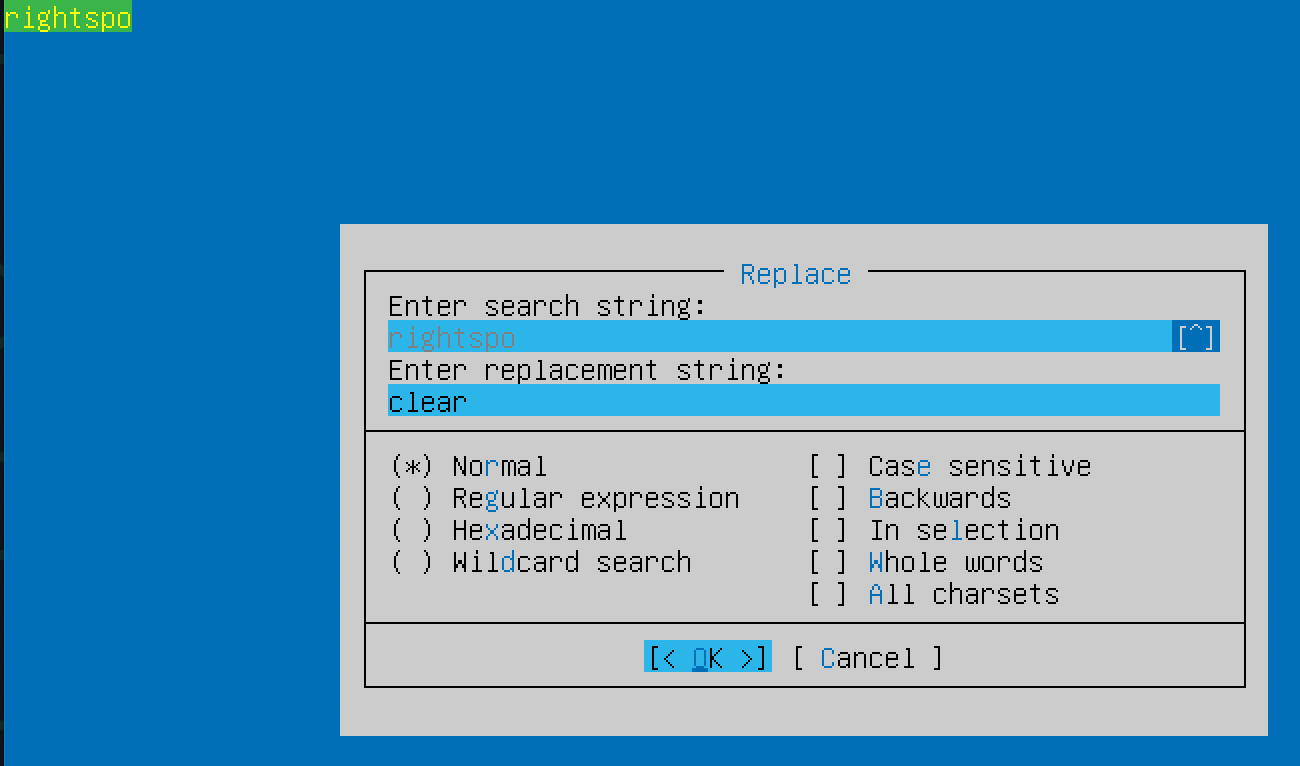 rightspo
Replace
Enter search string:
rightspo [^]
Enter replacement string:
clear
(*) Normal [ ] Case sensitive
( ) Regular expression [ ] Backwards
( ) Hexadecimal [ ] In selection
( ) Wildcard search [ ] Whole words
[ ] All charsets
[< OK >] [ Cancel ]